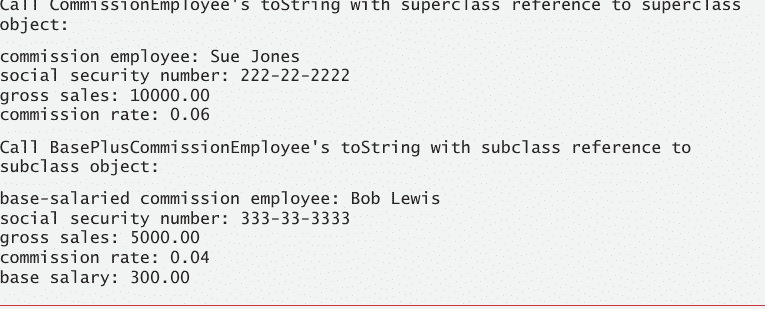 Call CommissionEmployee's toString with superclass reference to superclass
object:
commission employee: Sue Jones
social security number: 222-22-2222
gross sales: 10000.00
commission rate: 0.06
Call BasePlusCommissionEmployee's toString with subclass reference to
subclass object:
base-salaried commission employee: Bob Lewis
social security number: 333-33-3333
gross sales: 5000.00
commission rate: 0.04
base salary: 300.00